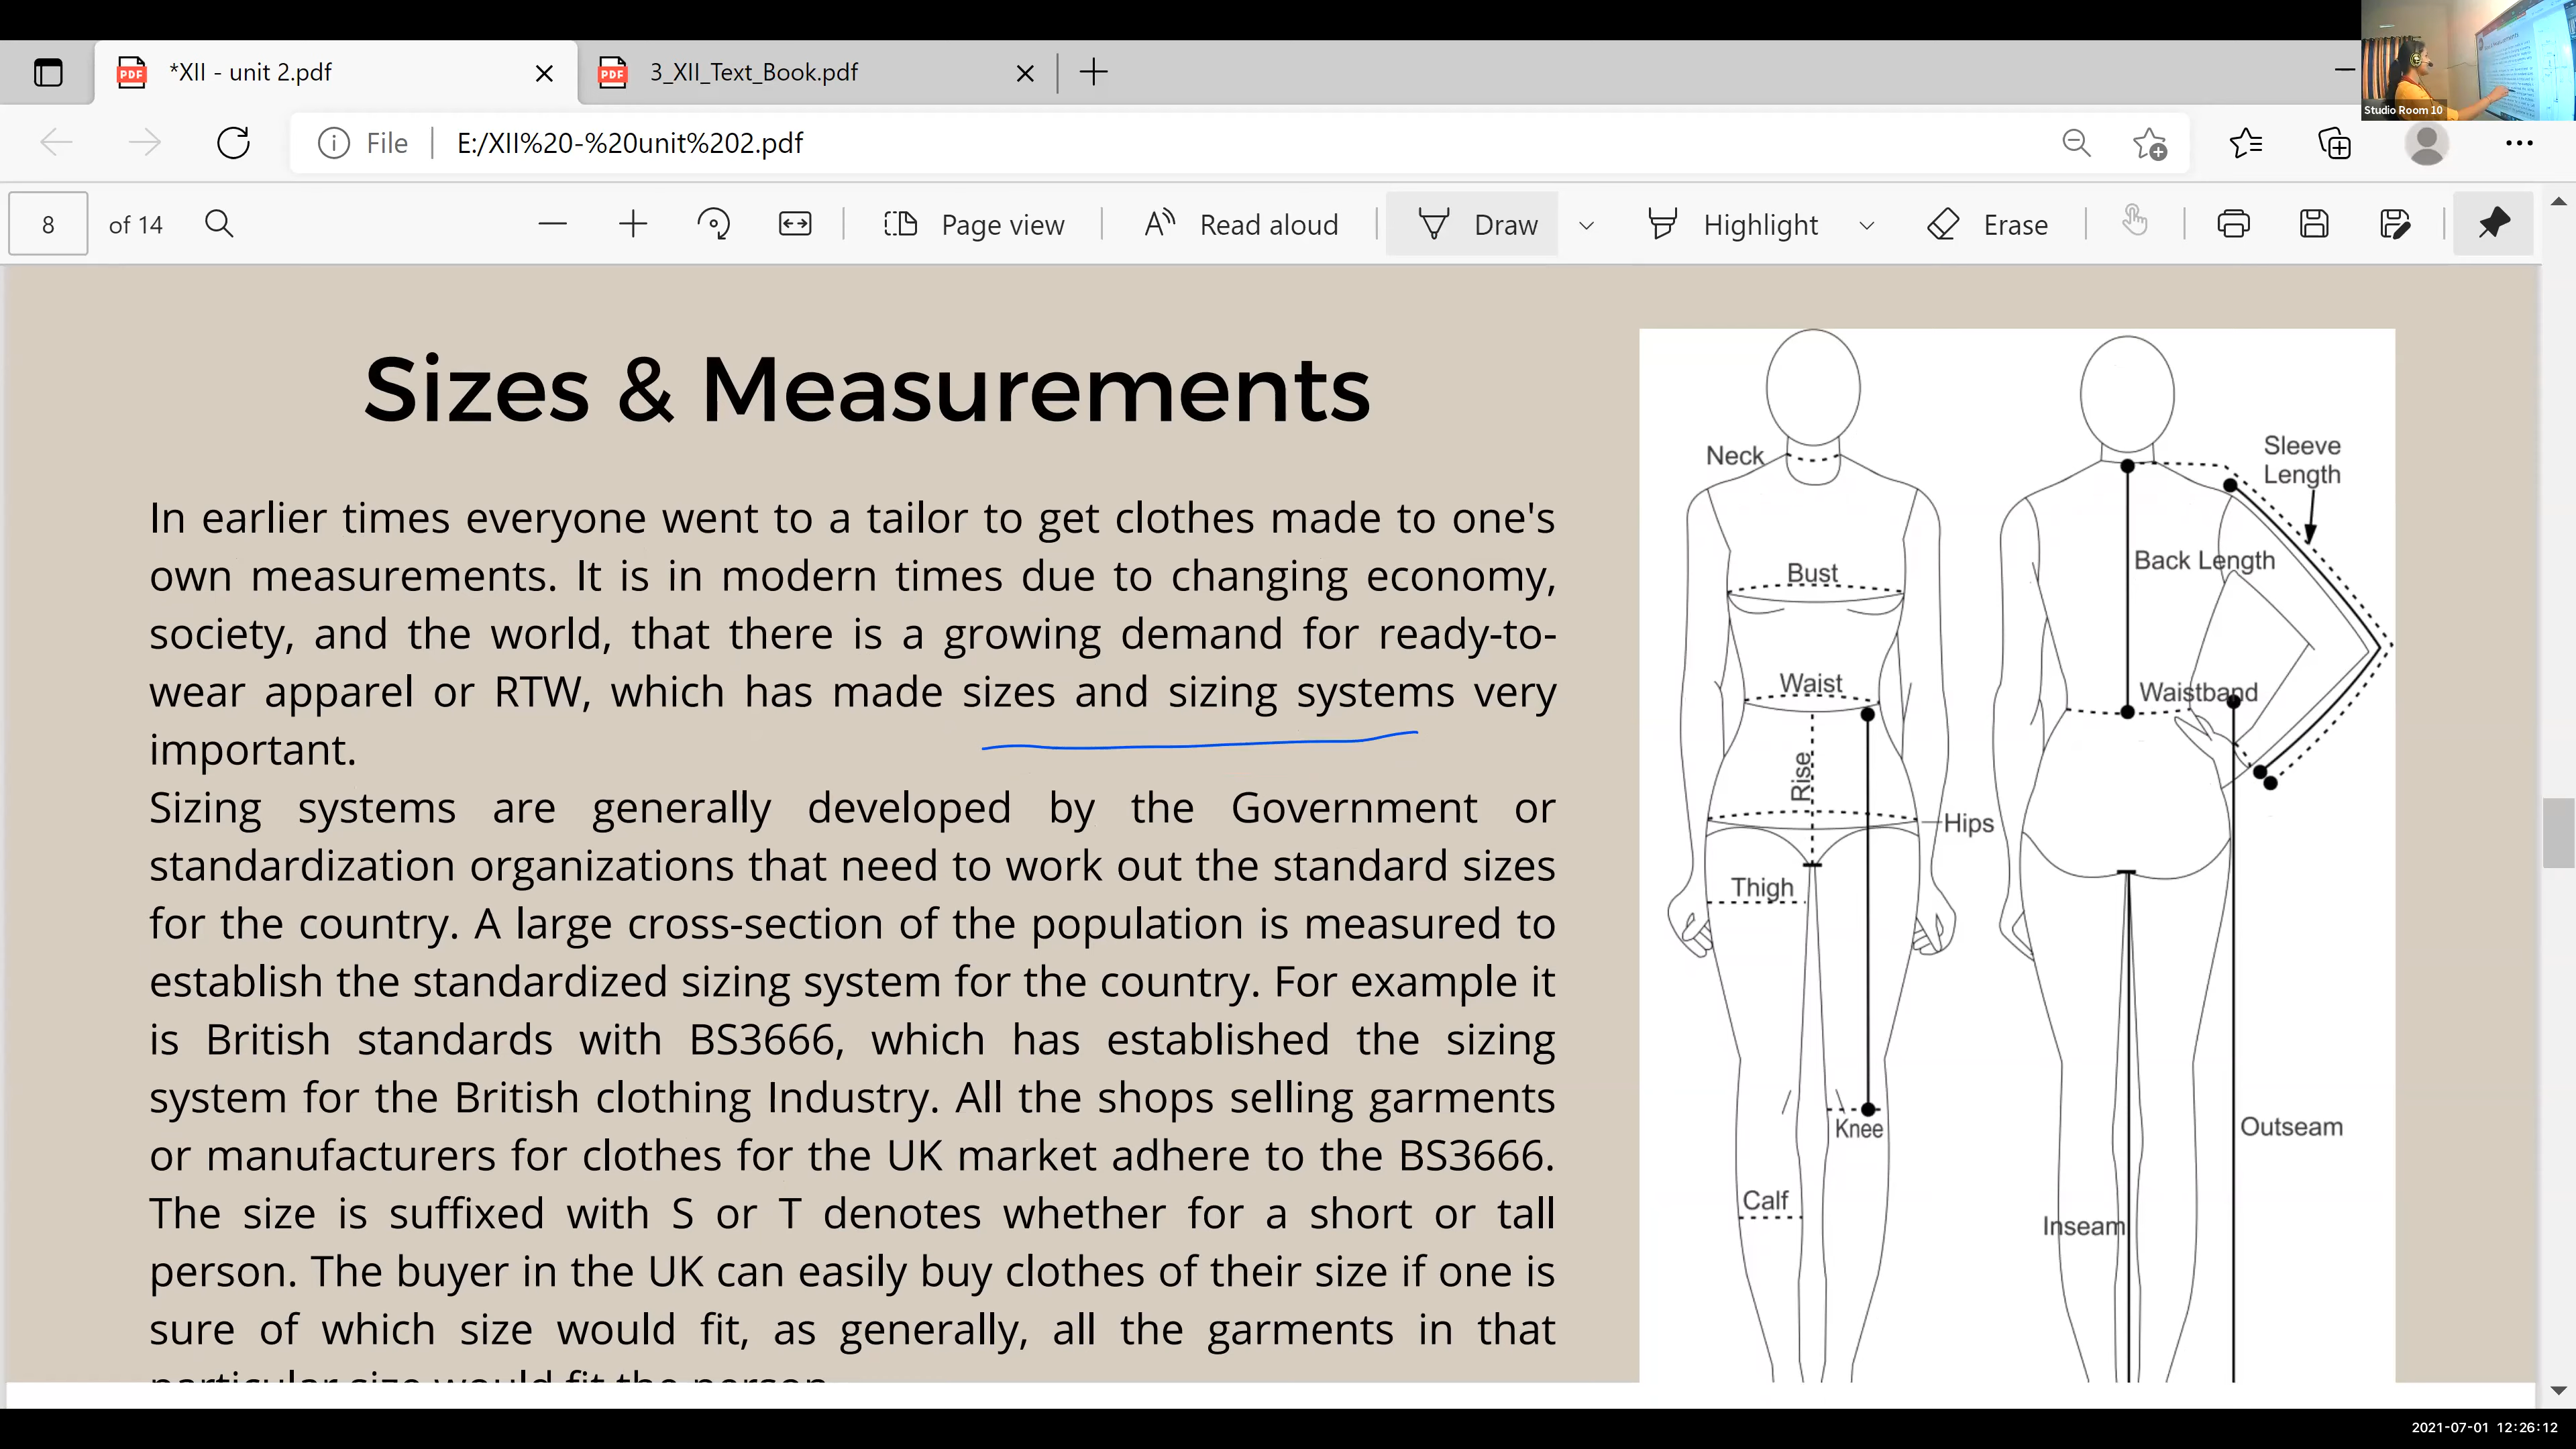 *XII - unit 2.pdf
3_XII_Text_Book.pdf
Studio Room 10
File
E:/XII%20-%20unit%202.pdf
8 of 14
Page view
Read aloud
Draw
Highlight
Erase
Sizes & Measurements
In earlier times everyone went to a tailor to get clothes made to one's
own measurements. It is in modern times due to changing economy,
society, and the world, that there is a growing demand for ready-to-
wear apparel or RTW, which has made sizes and sizing systems very
important.
Sizing systems are generally developed by the Government or
standardization organizations that need to work out the standard sizes
for the country. A large cross-section of the population is measured to
establish the standardized sizing system for the country. For example it
is British standards with BS3666, which has established the sizing
system for the British clothing Industry. All the shops selling garments
or manufacturers for clothes for the UK market adhere to the BS3666.
The size is suffixed with S or T denotes whether for a short or tall
person. The buyer in the UK can easily buy clothes of their size if one is
sure of which size would fit, as generally, all the garments in that
particular size would fit the person.
Neck
Bust
Waist
Rise
Hips
Thigh
Knee
Calf
Sleeve
Length
Back Length
Waistband
Outseam
Inseam
2021-07-01 12:26:12